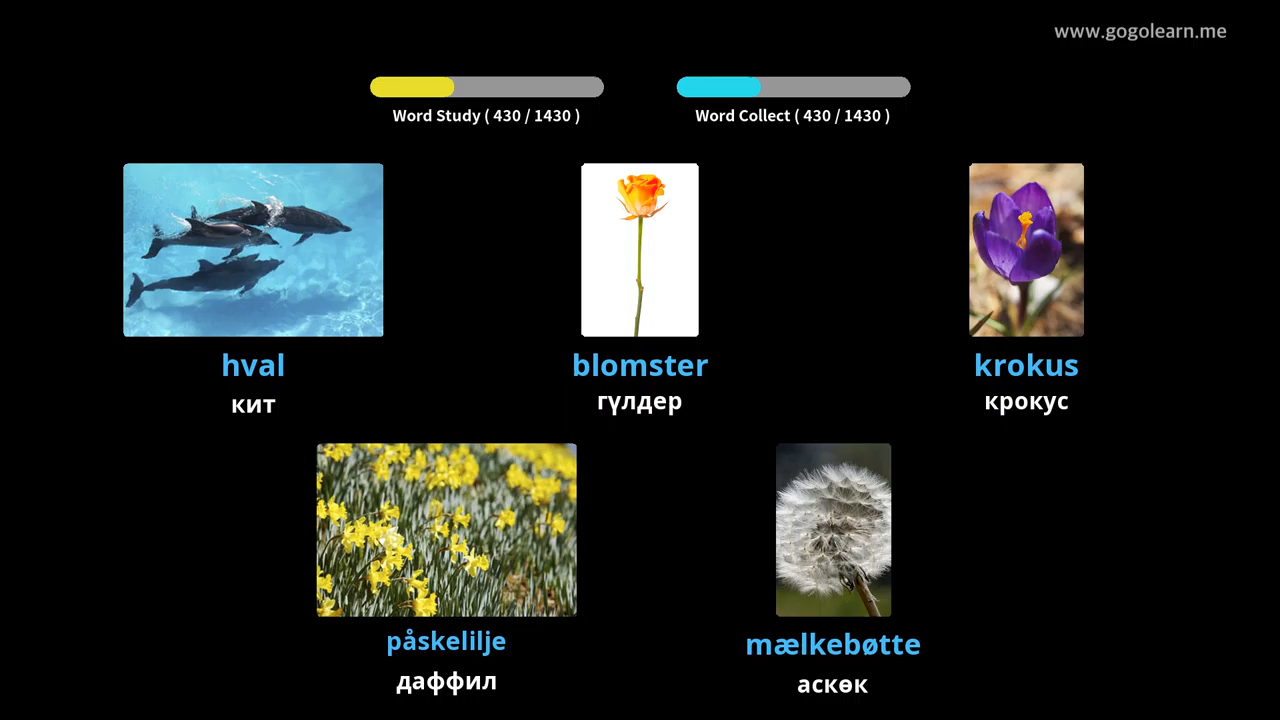 www.gogolearn.me
Word Study ( 430 / 1430 )
Word Collect ( 430 / 1430 )
hval
кит
blomster
гүлдер
krokus
крокус
påskelilje
даффил
mælkebøtte
аскөк